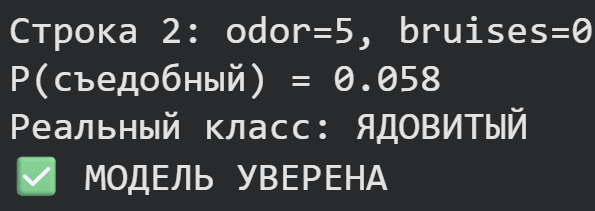 Строка 2: odor=5, bruises=0
P(съедобный) = 0.058
Реальный класс: ЯДОВИТЫЙ
✅ МОДЕЛЬ УВЕРЕНА